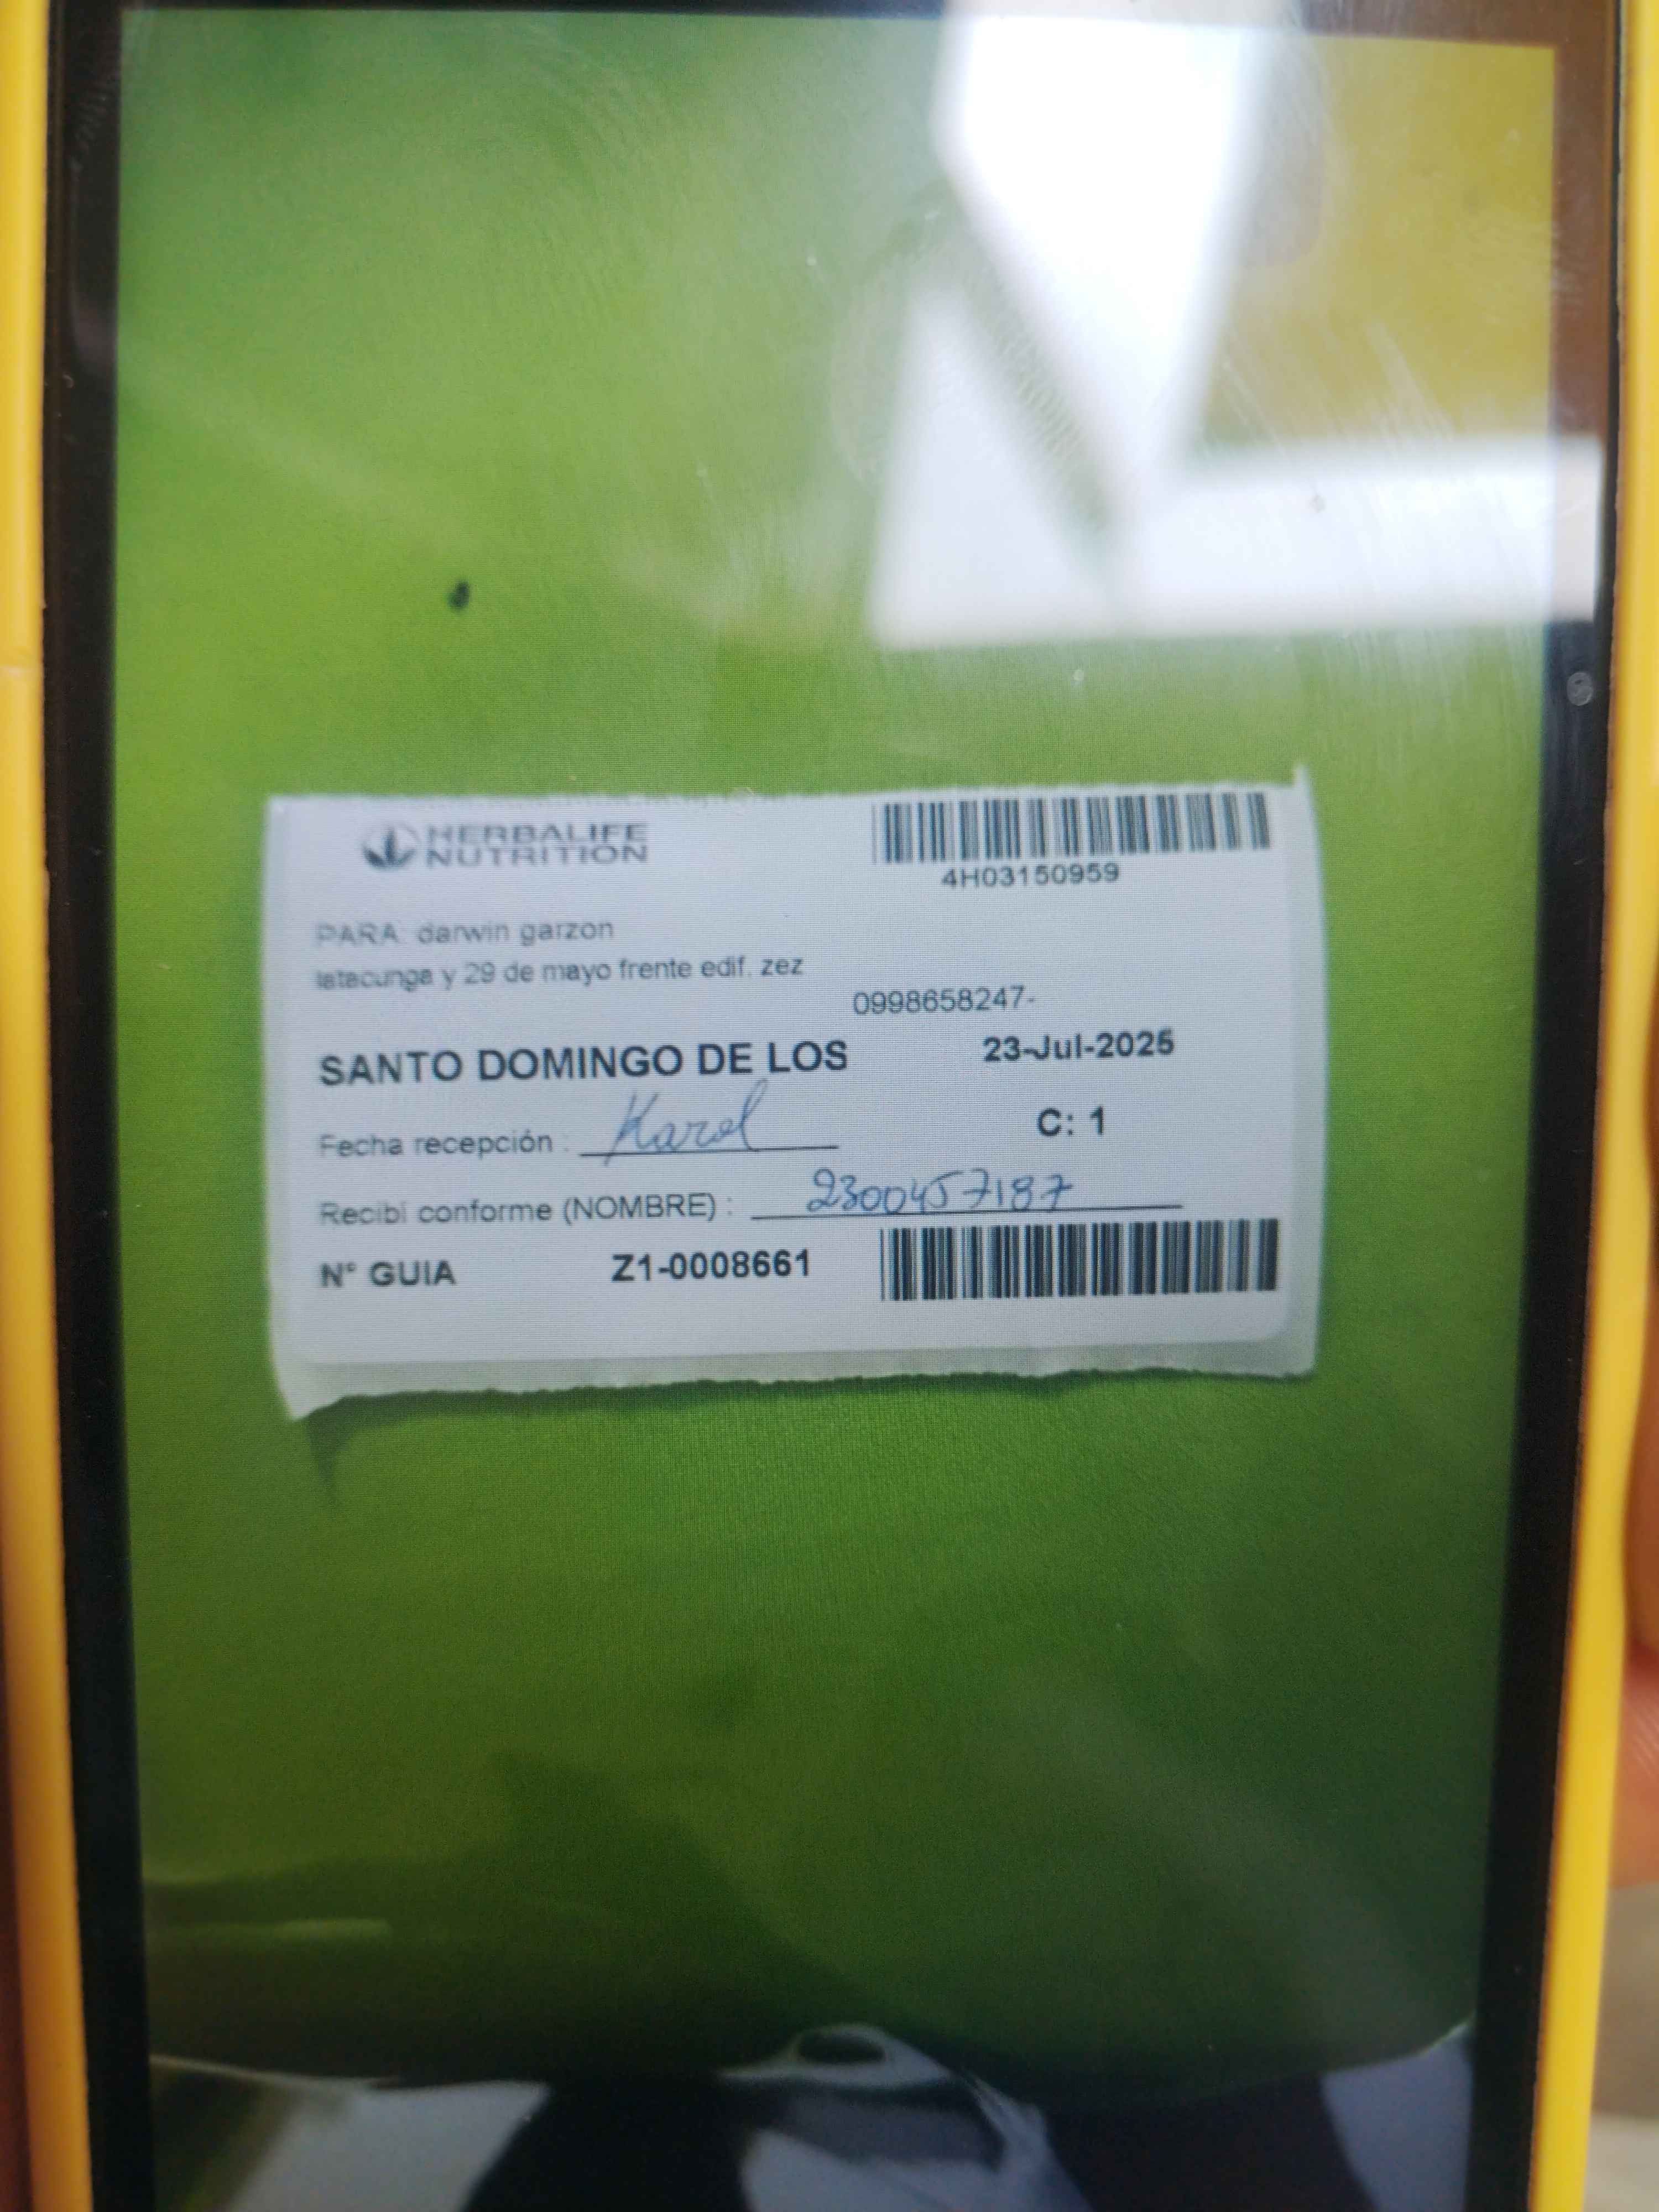 HERBALIFE
NUTRITION
4H03150959
PARA: darwin garzon
latacunga y 29 de mayo frente edif. zez
0998658247-
SANTO DOMINGO DE LOS
23-Jul-2025
Fecha recepción : Karol
C: 1
Recibí conforme (NOMBRE) : 2300457187
N° GUIA Z1-0008661